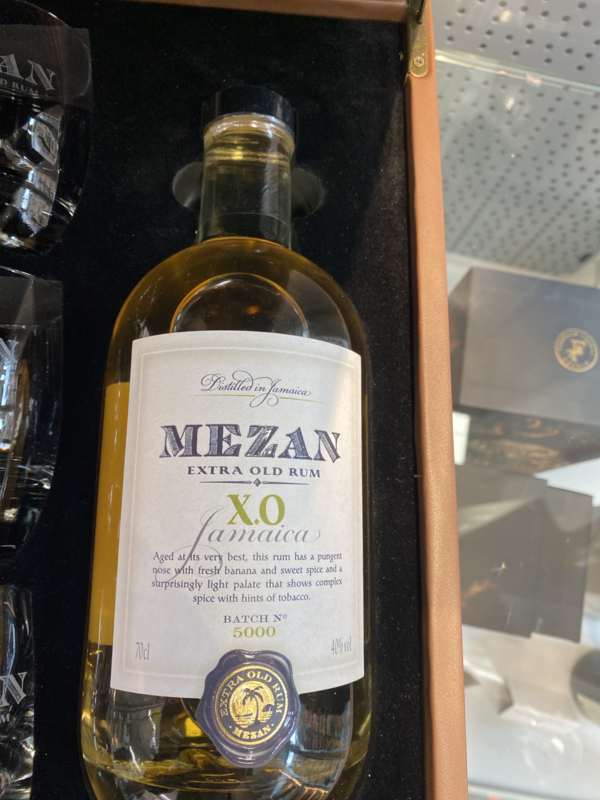 Distilled in Jamaica
MEZAN
EXTRA OLD RUM
X.O
Jamaica
Aged at its very best, this rum has a pungent
nose with fresh banana and sweet spice and a
surprisingly light palate that shows complex
spice with hints of tobacco.
BATCH Nº
5000
70cl
40% vol
EXTRA OLD RUM
MEZAN